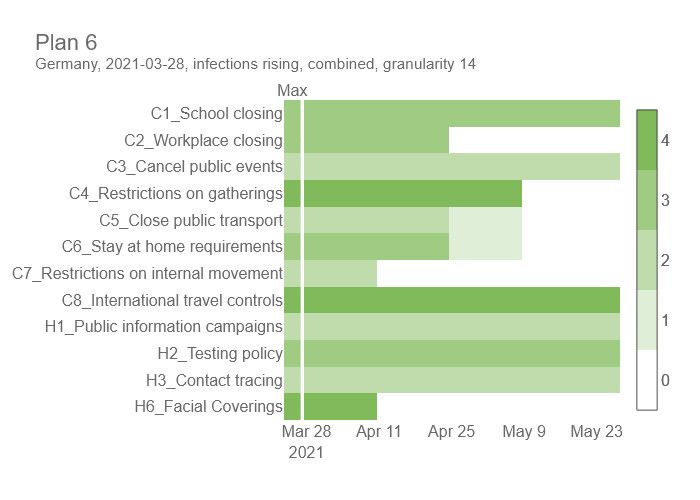 Plan 6
Germany, 2021-03-28, infections rising, combined, granularity 14
Max
C1_School closing
C2_Workplace closing
C3_Cancel public events
C4_Restrictions on gatherings
C5_Close public transport
C6_Stay at home requirements
C7_Restrictions on internal movement
C8_International travel controls
H1_Public information campaigns
H2_Testing policy
H3_Contact tracing
H6_Facial Coverings
Mar 28 Apr 11 Apr 25 May 9 May 23
2021
4
3
2
1
0